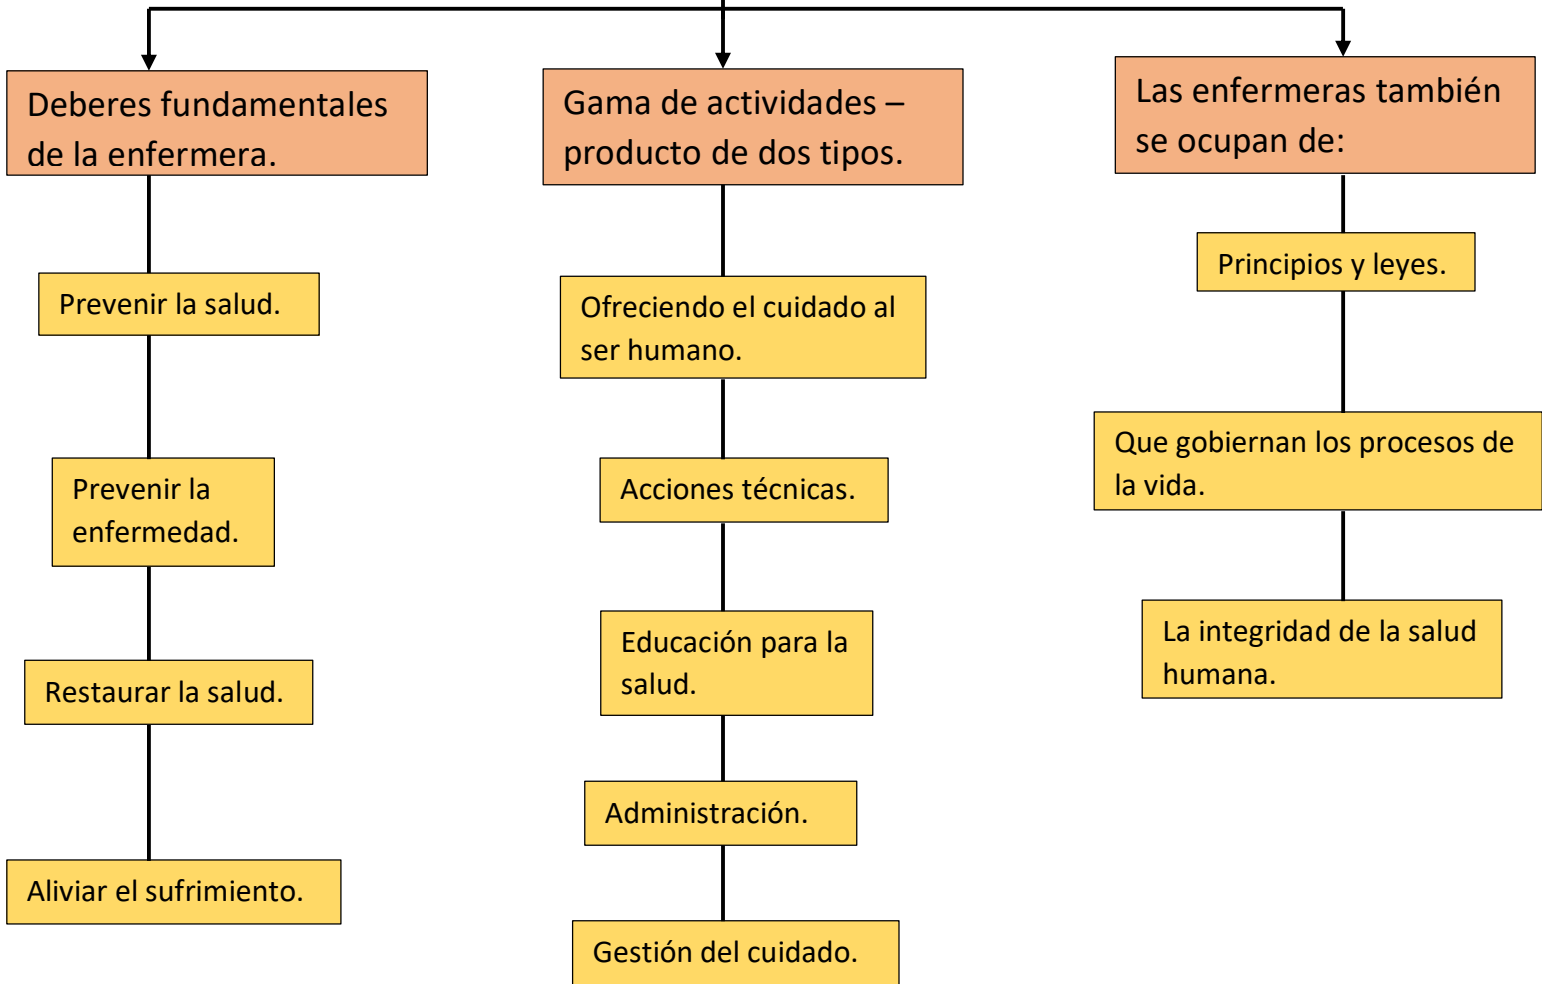 Deberes fundamentales
de la enfermera.
Prevenir la salud.
Prevenir la
enfermedad.
Restaurar la salud.
Aliviar el sufrimiento.
Gama de actividades –
producto de dos tipos.
Ofreciendo el cuidado al
ser humano.
Acciones técnicas.
Educación para la
salud.
Administración.
Gestión del cuidado.
Las enfermeras también
se ocupan de:
Principios y leyes.
Que gobiernan los procesos de
la vida.
La integridad de la salud
humana.